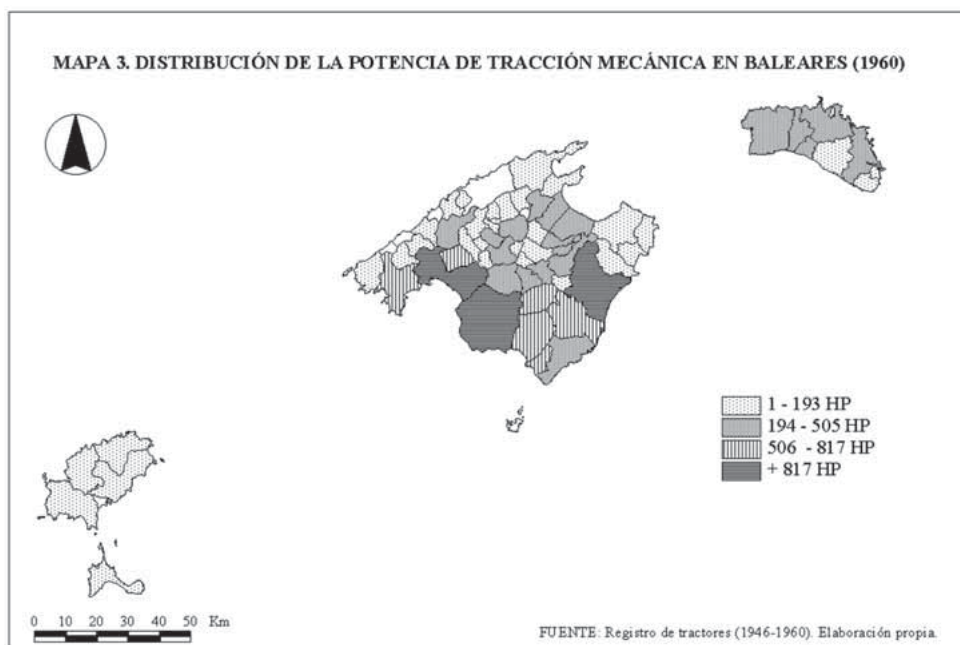 MAPA 3. DISTRIBUCIÓN DE LA POTENCIA DE TRACCIÓN MECÁNICA EN BALEARES (1960)
1 - 193 HP
194 - 505 HP
506 - 817 HP
+ 817 HP
0 10 20 30 40 50 Km
FUENTE: Registro de tractores (1946-1960). Elaboración propia.